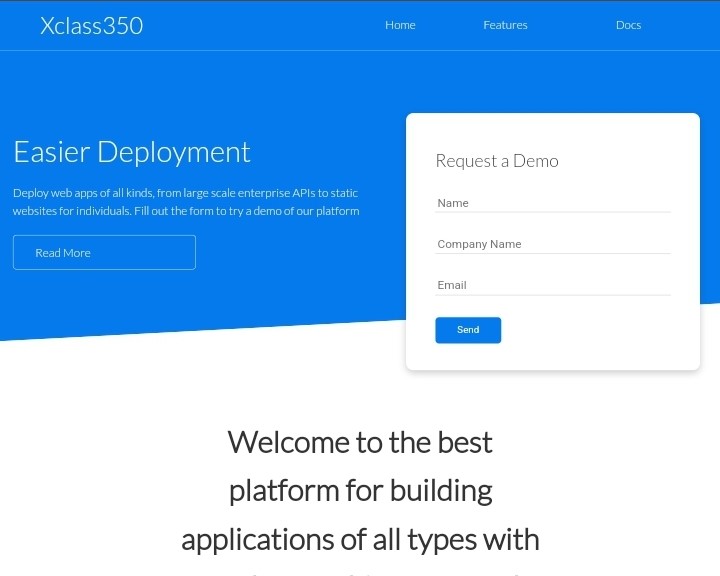 Xclass350
Home
Features
Docs
Easier Deployment
Deploy web apps of all kinds, from large scale enterprise APIs to static
websites for individuals. Fill out the form to try a demo of our platform
Read More
Request a Demo
Name
Company Name
Email
Send
Welcome to the best
platform for building
applications of all types with